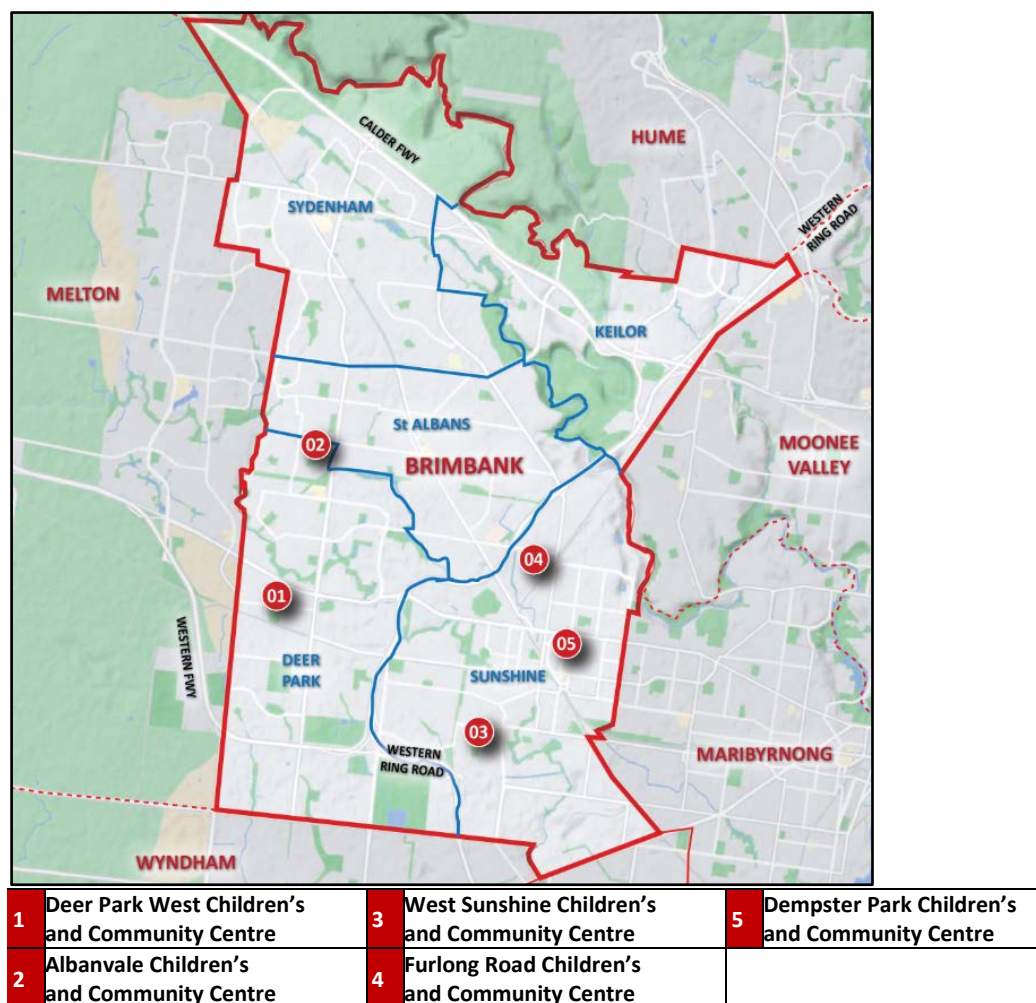 HUME
CALDER FWY
WESTERN
RING ROAD
SYDENHAM
MELTON
KEILOR
St ALBANS
02
BRIMBANK
MOONEE
VALLEY
04
01
WESTERN FWY
05
DEER
PARK
SUNSHINE
03
WESTERN
RING ROAD
MARIBYRNONG
WYNDHAM
1 Deer Park West Children’s
and Community Centre
3 West Sunshine Children’s
and Community Centre
5 Dempster Park Children’s
and Community Centre
2 Albanvale Children’s
and Community Centre
4 Furlong Road Children’s
and Community Centre